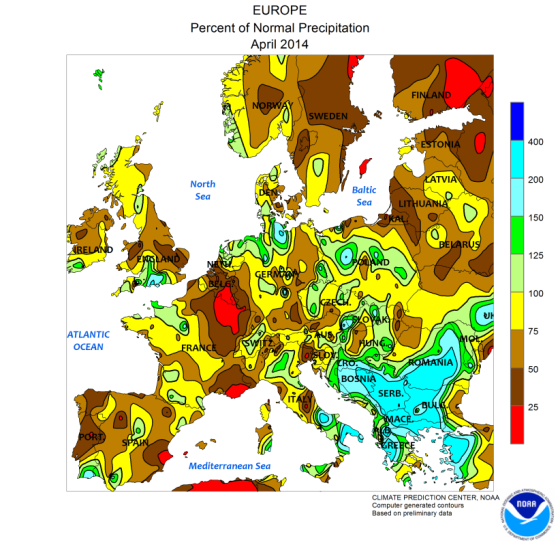 EUROPE
Percent of Normal Precipitation
April 2014
NORWAY
SWEDEN
FINLAND
ESTONIA
LATVIA
LITHUANIA
KAL.
BELARUS
North
Sea
Baltic
Sea
DEN.
IRELAND
ENGLAND
NETH.
BELG.
GERMANY
POLAND
CZECH.
SLOVAK.
ATLANTIC
OCEAN
FRANCE
SWITZ.
AUS.
HUNG.
MOL.
UK
SLOV.
CRO.
ROMANIA
BOSNIA
SERB.
ITALY
BULG.
MACE.
GREECE
PORT.
SPAIN
Mediterranean Sea
400
200
150
125
100
75
50
25
CLIMATE PREDICTION CENTER, NOAA
Computer generated contours
Based on preliminary data
NOAA